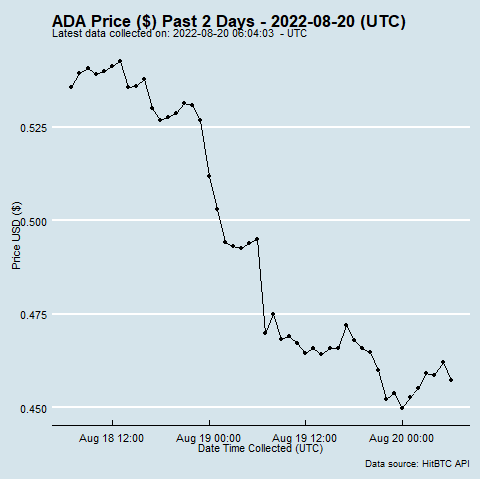 ADA Price ($) Past 2 Days - 2022-08-20 (UTC)
Latest data collected on: 2022-08-20 06:04:03 - UTC
0.525
0.500
0.475
0.450
Price USD ($)
Aug 18 12:00 Aug 19 00:00 Aug 19 12:00 Aug 20 00:00
Date Time Collected (UTC)
Data source: HitBTC API